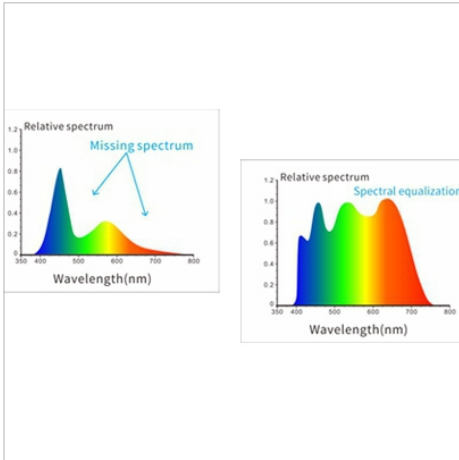 Relative spectrum
Missing spectrum
1.2
1.0
0.8
0.6
0.4
0.2
0
350 400 500 600 700 800
Wavelength(nm)
Relative spectrum
Spectral equalization
1.2
1.0
0.8
0.6
0.4
0.2
0
350 400 500 600 700 800
Wavelength(nm)